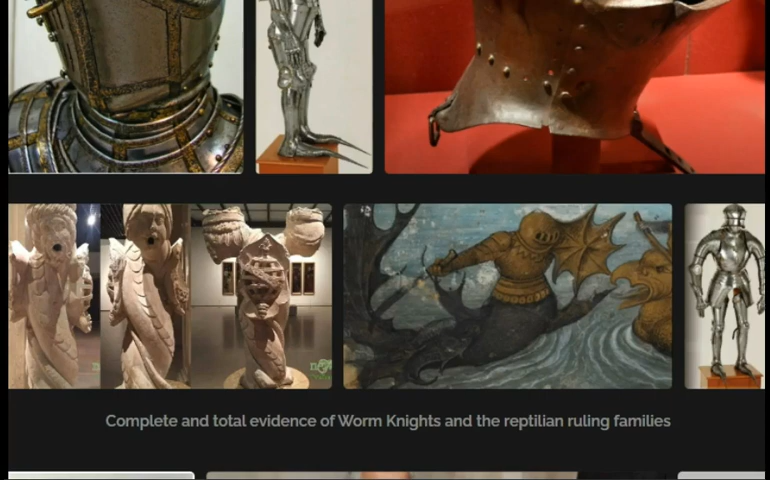 Complete and total evidence of Worm Knights and the reptilian ruling families